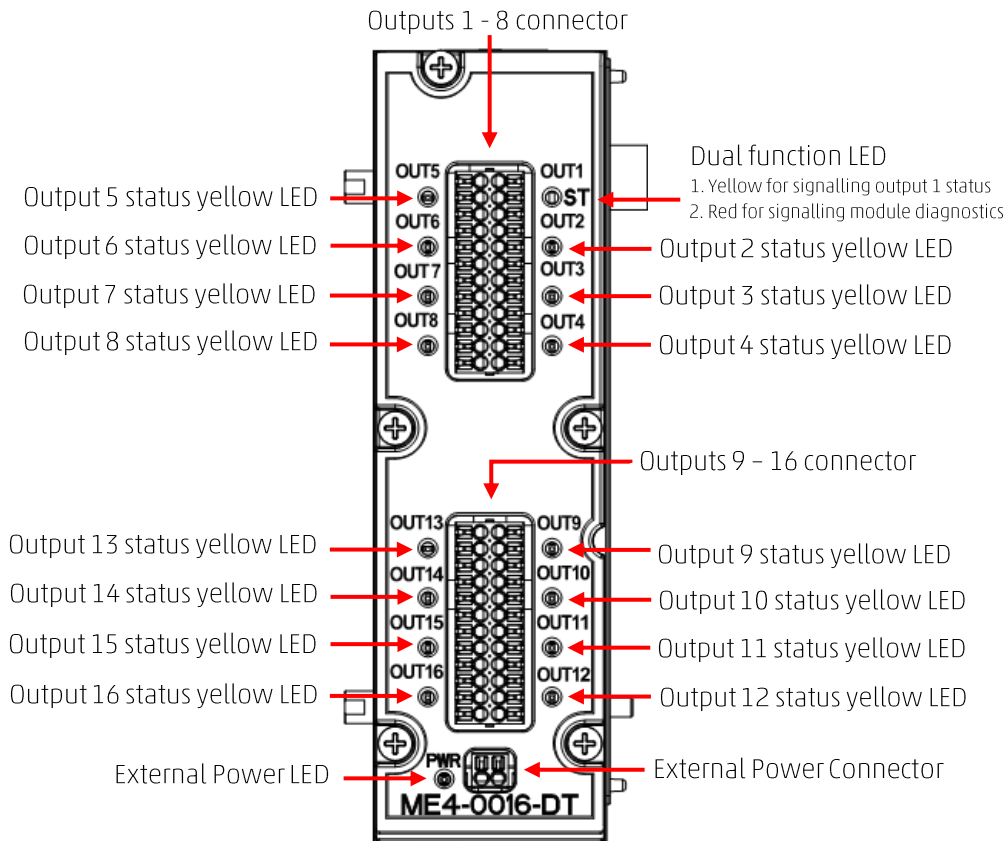 Outputs 1 - 8 connector
OUT5
OUT1
Dual function LED
1. Yellow for signalling output 1 status
2. Red for signalling module diagnostics
Output 5 status yellow LED
ST
OUT6
OUT2
Output 6 status yellow LED
Output 2 status yellow LED
OUT7
OUT3
Output 7 status yellow LED
Output 3 status yellow LED
OUT8
OUT4
Output 8 status yellow LED
Output 4 status yellow LED
Outputs 9 – 16 connector
OUT13
OUT9
Output 13 status yellow LED
Output 9 status yellow LED
OUT14
OUT10
Output 14 status yellow LED
Output 10 status yellow LED
OUT15
OUT11
Output 15 status yellow LED
Output 11 status yellow LED
OUT16
OUT12
Output 16 status yellow LED
Output 12 status yellow LED
PWR
External Power LED
External Power Connector
ME4-0016-DT